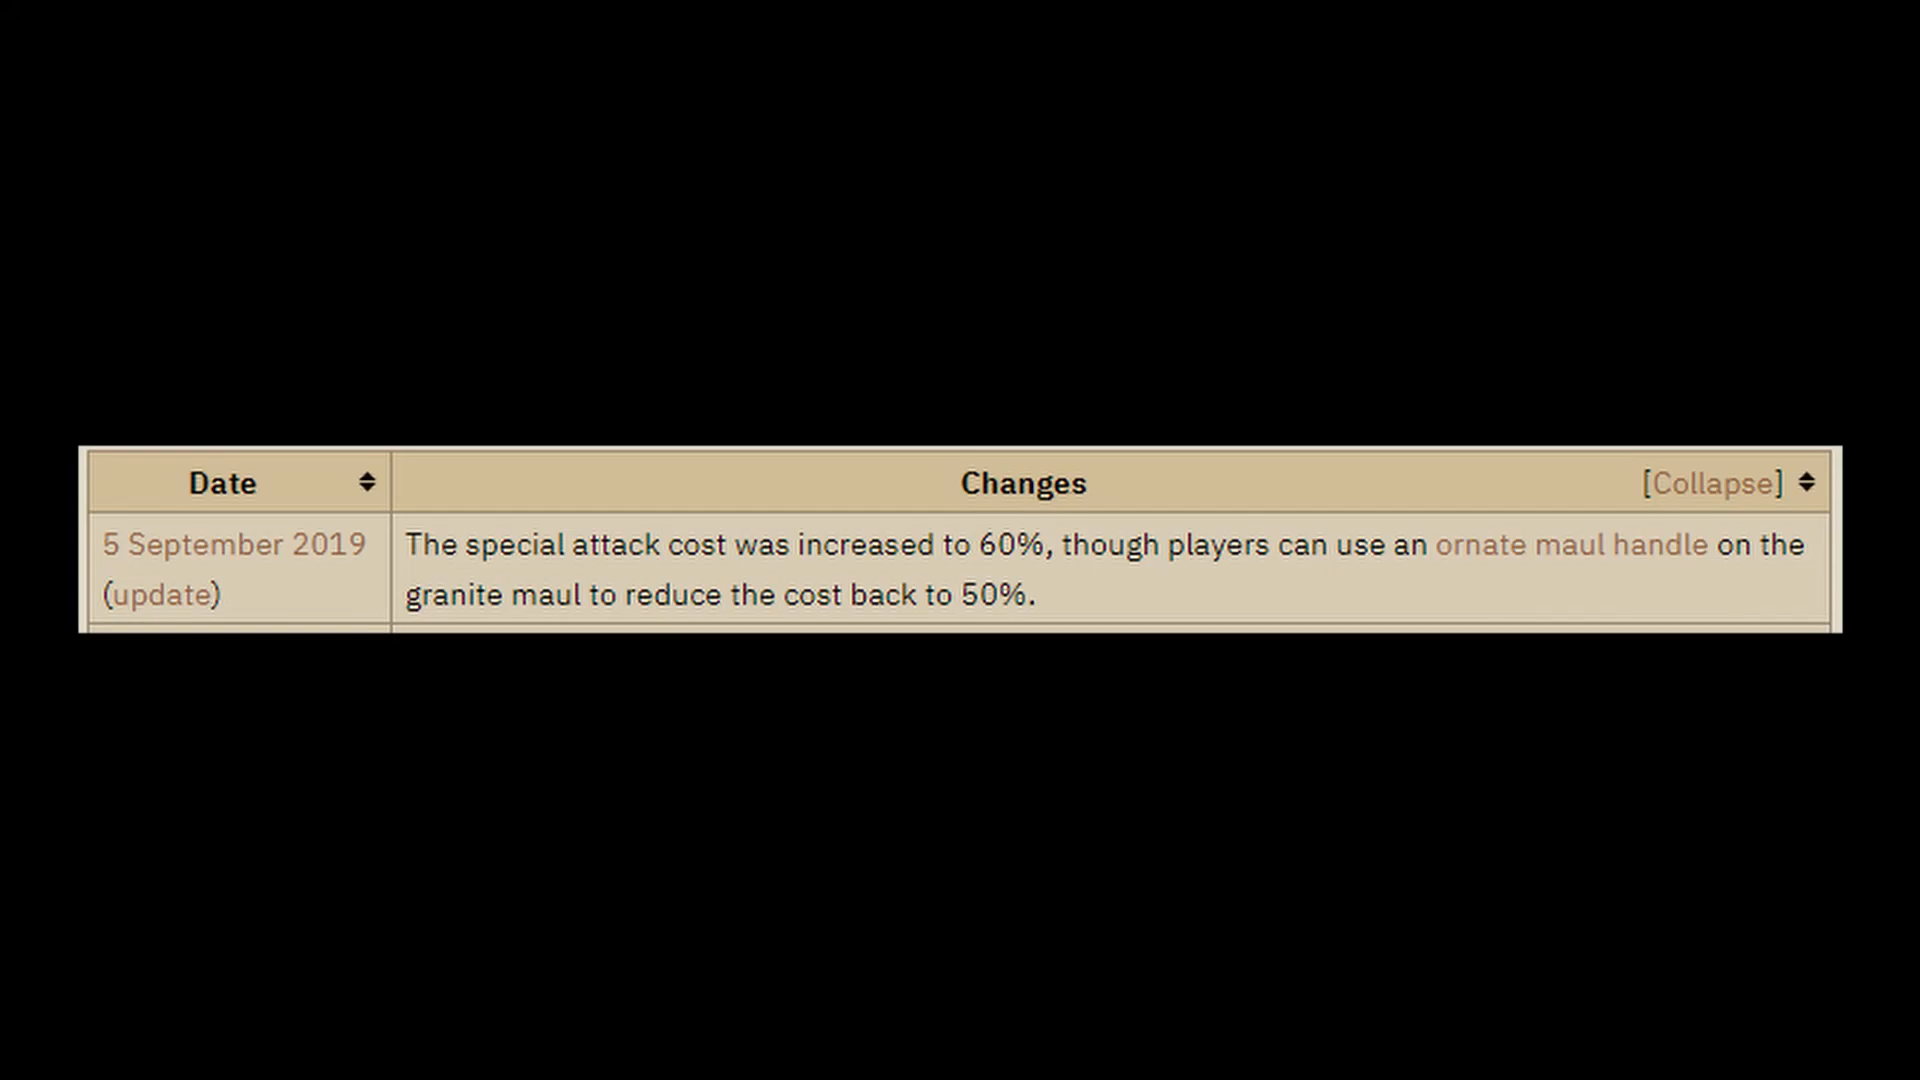 Date Changes [Collapse]
5 September 2019 The special attack cost was increased to 60%, though players can use an ornate maul handle on the
(update) granite maul to reduce the cost back to 50%.